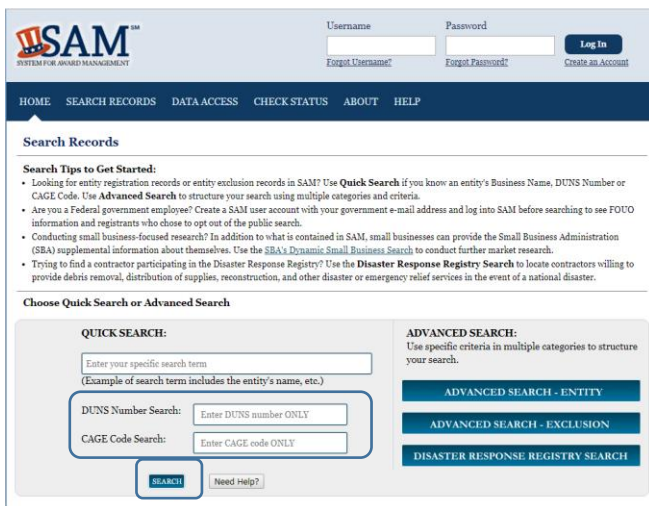 SAM SM
SYSTEM FOR AWARD MANAGEMENT
Username
Password
Log In
Forgot Username?
Forgot Password?
Create an Account
HOME SEARCH RECORDS DATA ACCESS CHECK STATUS ABOUT HELP
Search Records
Search Tips to Get Started:
• Looking for entity registration records or entity exclusion records in SAM? Use Quick Search if you know an entity's Business Name, DUNS Number or
CAGE Code. Use Advanced Search to structure your search using multiple categories and criteria.
• Are you a Federal government employee? Create a SAM user account with your government e-mail address and log into SAM before searching to see FOUO
information and registrants who chose to opt out of the public search.
• Conducting small business-focused research? In addition to what is contained in SAM, small businesses can provide the Small Business Administration
(SBA) supplemental information about themselves. Use the SBA's Dynamic Small Business Search to conduct further market research.
• Trying to find a contractor participating in the Disaster Response Registry? Use the Disaster Response Registry Search to locate contractors willing to
provide debris removal, distribution of supplies, reconstruction, and other disaster or emergency relief services in the event of a national disaster.
Choose Quick Search or Advanced Search
QUICK SEARCH:
Enter your specific search term
(Example of search term includes the entity's name, etc.)
DUNS Number Search: Enter DUNS number ONLY
CAGE Code Search: Enter CAGE code ONLY
SEARCH
Need Help?
ADVANCED SEARCH:
Use specific criteria in multiple categories to structure
your search.
ADVANCED SEARCH - ENTITY
ADVANCED SEARCH - EXCLUSION
DISASTER RESPONSE REGISTRY SEARCH